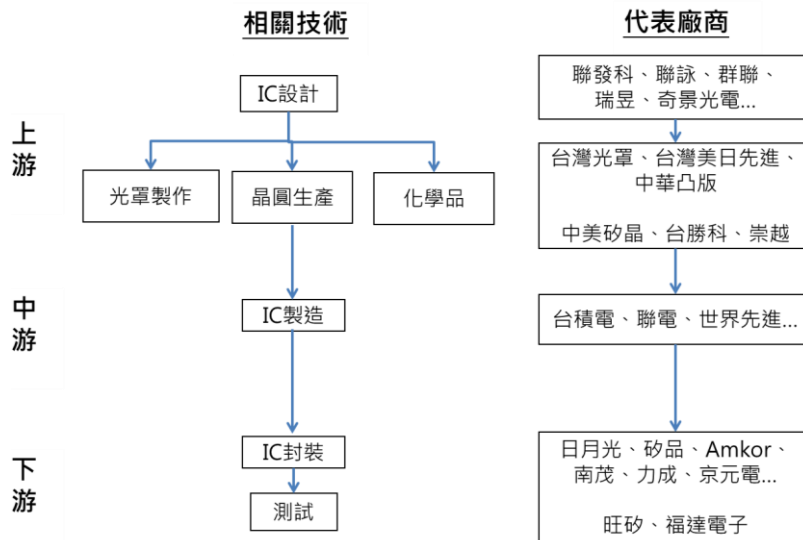 相關技術
代表廠商
上游
IC設計
聯發科、聯詠、群聯、
瑞昱、奇景光電...
光罩製作
晶圓生產
化學品
台灣光罩、台灣美日先進、
中華凸版
中美矽晶、台勝科、崇越
中游
IC製造
台積電、聯電、世界先進...
下游
IC封裝
測試
日月光、矽品、Amkor、
南茂、力成、京元電...
旺矽、福達電子